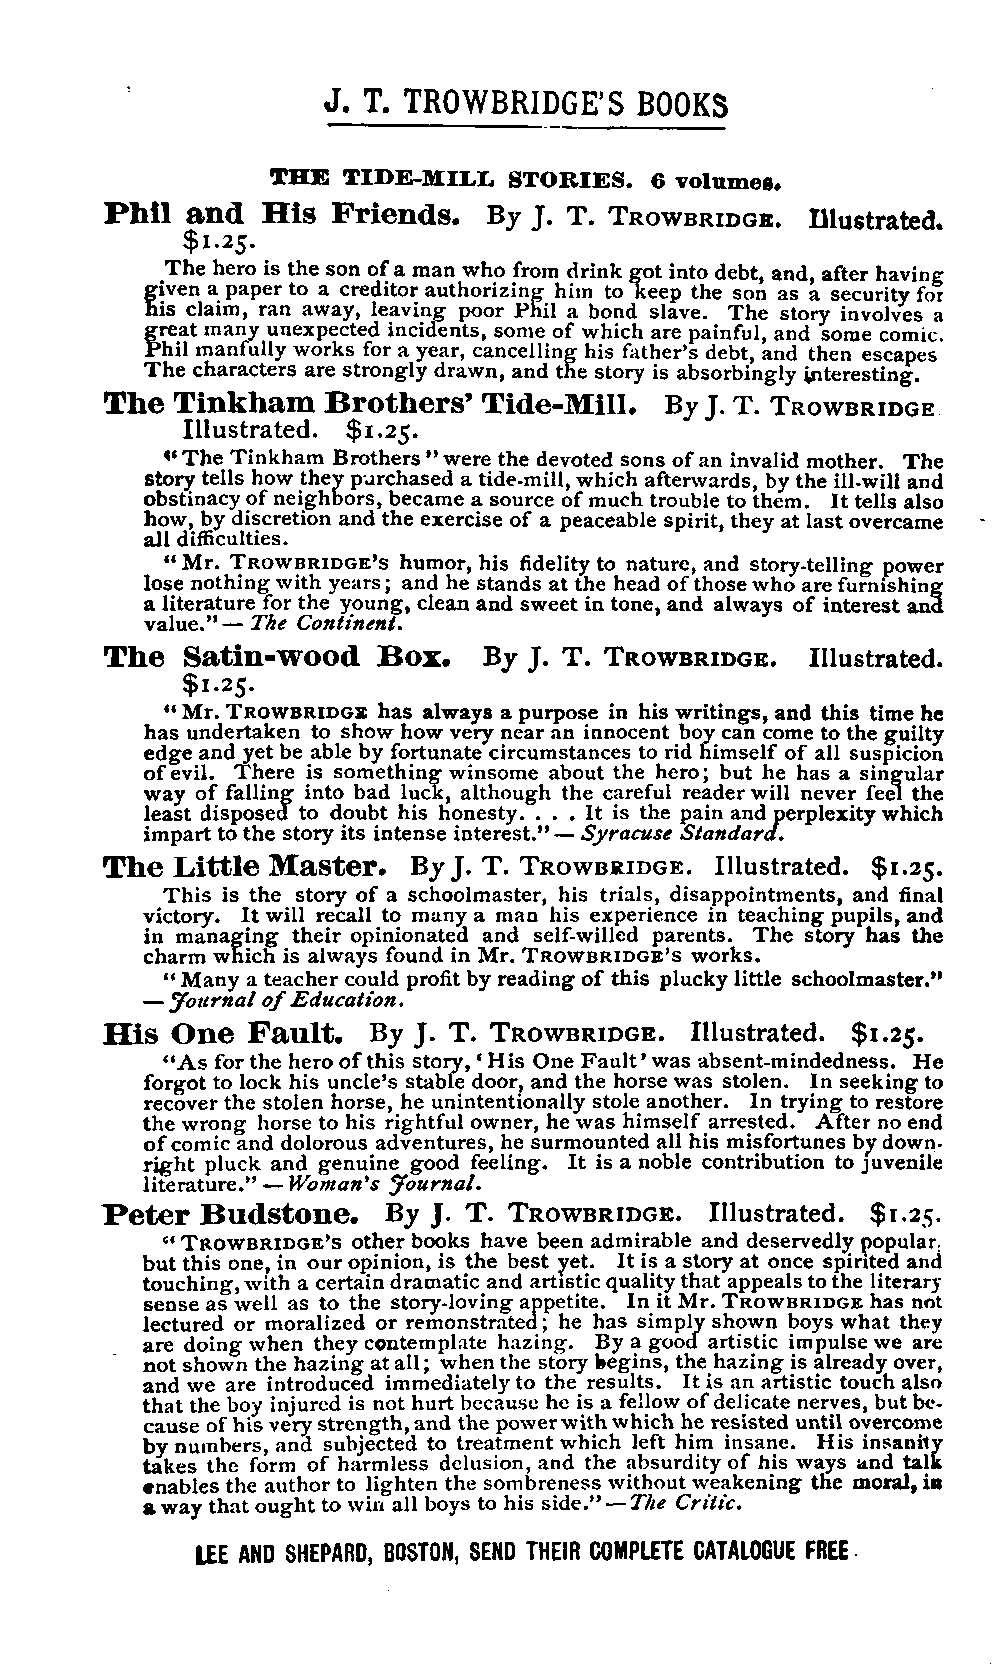 J. T. TROWBRIDGE'S BOOKS
THE TIDE-MILL STORIES. 6 volumes.
Phil and His Friends. By J. T. TROWBRIDGE. Illustrated.
$1.25.
The hero is the son of a man who from drink got into debt, and, after having
given a paper to a creditor authorizing him to keep the son as a security for
his claim, ran away, leaving poor Phil a bond slave. The story involves a
great many unexpected incidents, some of which are painful, and some comic.
Phil manfully works for a year, cancelling his father's debt, and then escapes
The characters are strongly drawn, and the story is absorbingly interesting.
The Tinkham Brothers' Tide-Mill. By J. T. TROWBRIDGE.
Illustrated. $1.25.
"The Tinkham Brothers" were the devoted sons of an invalid mother. The
story tells how they purchased a tide-mill, which afterwards, by the ill-will and
obstinacy of neighbors, became a source of much trouble to them. It tells also
how, by discretion and the exercise of a peaceable spirit, they at last overcame
all difficulties.
"Mr. TROWBRIDGE'S humor, his fidelity to nature, and story-telling power
lose nothing with years; and he stands at the head of those who are furnishing
a literature for the young, clean and sweet in tone, and always of interest and
value."— The Continent.
The Satin-wood Box. By J. T. TROWBRIDGE. Illustrated.
$1.25.
"Mr. TROWBRIDGE has always a purpose in his writings, and this time he
has undertaken to show how very near an innocent boy can come to the guilty
edge and yet be able by fortunate circumstances to rid himself of all suspicion
of evil. There is something winsome about the hero; but he has a singular
way of falling into bad luck, although the careful reader will never feel the
least disposed to doubt his honesty. . . . It is the pain and perplexity which
impart to the story its intense interest."— Syracuse Standard.
The Little Master. By J. T. TROWBRIDGE. Illustrated. $1.25.
This is the story of a schoolmaster, his trials, disappointments, and final
victory. It will recall to many a man his experience in teaching pupils, and
in managing their opinionated and self-willed parents. The story has the
charm which is always found in Mr. TROWBRIDGE'S works.
"Many a teacher could profit by reading of this plucky little schoolmaster."
— Journal of Education.
His One Fault. By J. T. TROWBRIDGE. Illustrated. $1.25.
"As for the hero of this story, 'His One Fault' was absent-mindedness. He
forgot to lock his uncle's stable door, and the horse was stolen. In seeking to
recover the stolen horse, he unintentionally stole another. In trying to restore
the wrong horse to his rightful owner, he was himself arrested. After no end
of comic and dolorous adventures, he surmounted all his misfortunes by down-
right pluck and genuine good feeling. It is a noble contribution to juvenile
literature."— Woman's Journal.
Peter Budstone. By J. T. TROWBRIDGE. Illustrated. $1.25.
"TROWBRIDGE'S other books have been admirable and deservedly popular,
but this one, in our opinion, is the best yet. It is a story at once spirited and
touching, with a certain dramatic and artistic quality that appeals to the literary
sense as well as to the story-loving appetite. In it Mr. TROWBRIDGE has not
lectured or moralized or remonstrated; he has simply shown boys what they
are doing when they contemplate hazing. By a good artistic impulse we are
not shown the hazing at all; when the story begins, the hazing is already over,
and we are introduced immediately to the results. It is an artistic touch also
that the boy injured is not hurt because he is a fellow of delicate nerves, but be-
cause of his very strength, and the power with which he resisted until overcome
by numbers, and subjected to treatment which left him insane. His insanity
takes the form of harmless delusion, and the absurdity of his ways and talk
enables the author to lighten the sombreness without weakening the moral, in
a way that ought to win all boys to his side."—The Critic.
LEE AND SHEPARD, BOSTON, SEND THEIR COMPLETE CATALOGUE FREE.